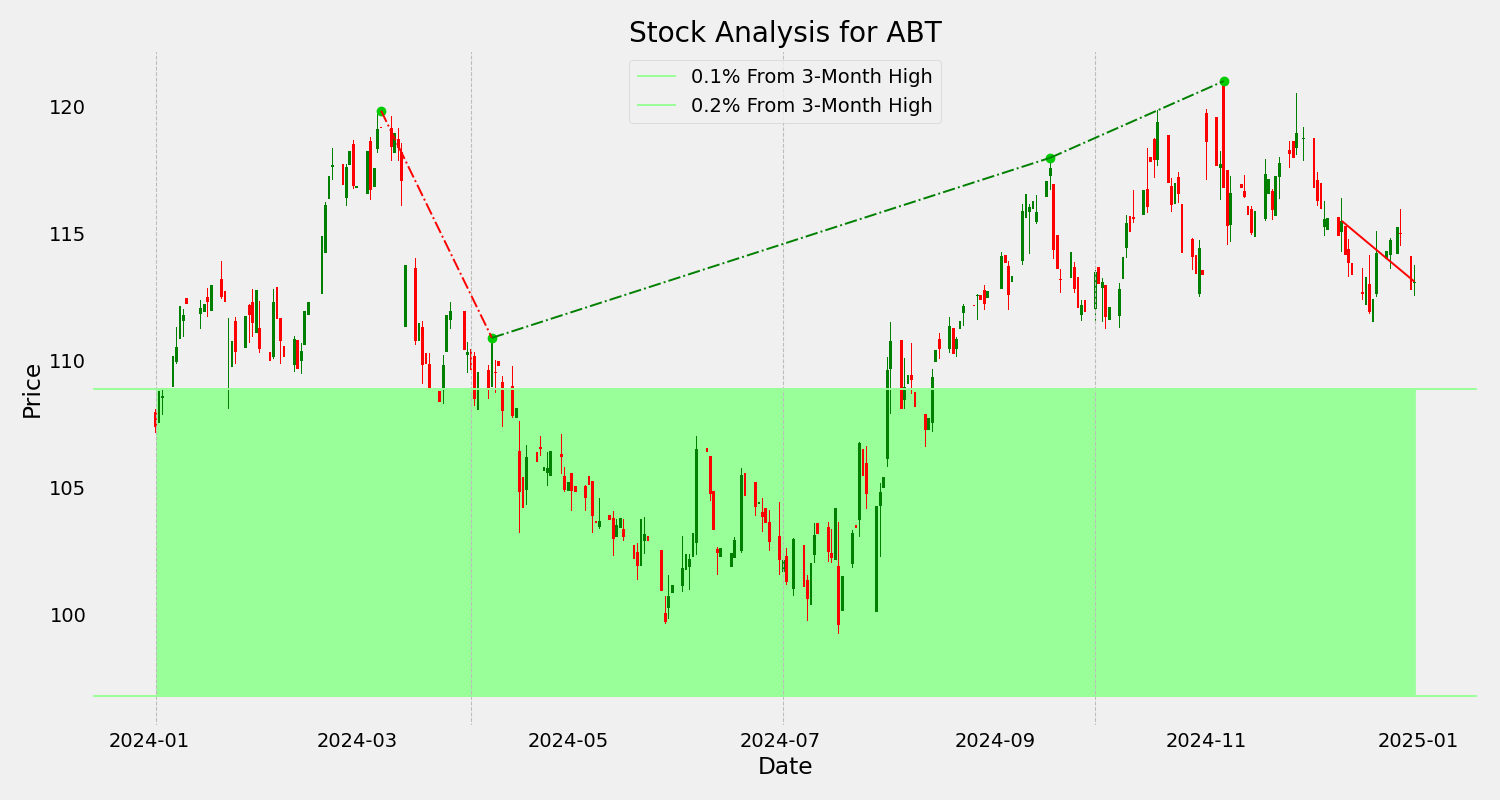 Stock Analysis for ABT
0.1% From 3-Month High
0.2% From 3-Month High
120
115
110
105
100
Price
2024-01
2024-03
2024-05
2024-07
2024-09
2024-11
2025-01
Date